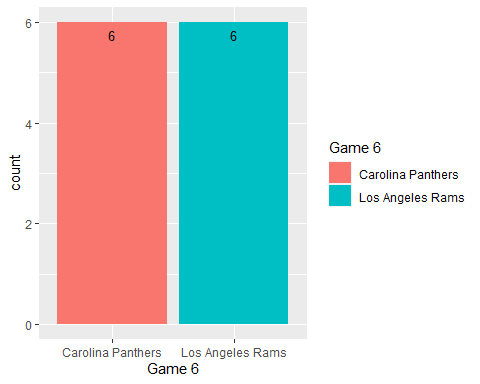 6
4
2
0
count
6
6
Carolina Panthers
Los Angeles Rams
Game 6
Game 6
Carolina Panthers
Los Angeles Rams